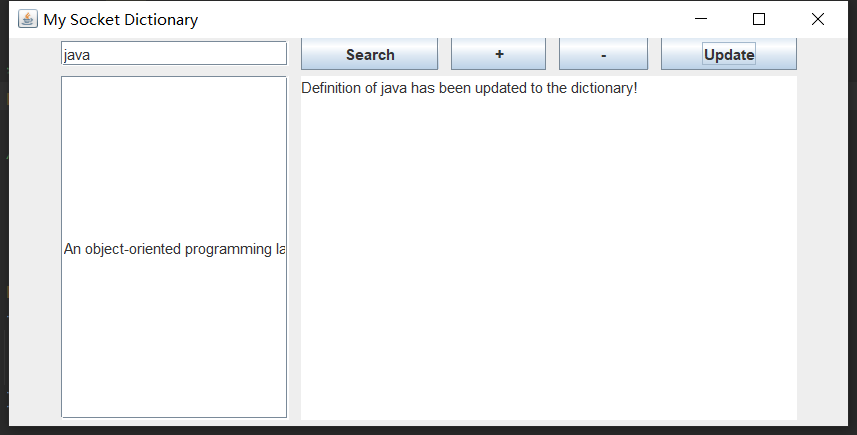 My Socket Dictionary
java
Search
+
-
Update
Definition of java has been updated to the dictionary!
An object-oriented programming la